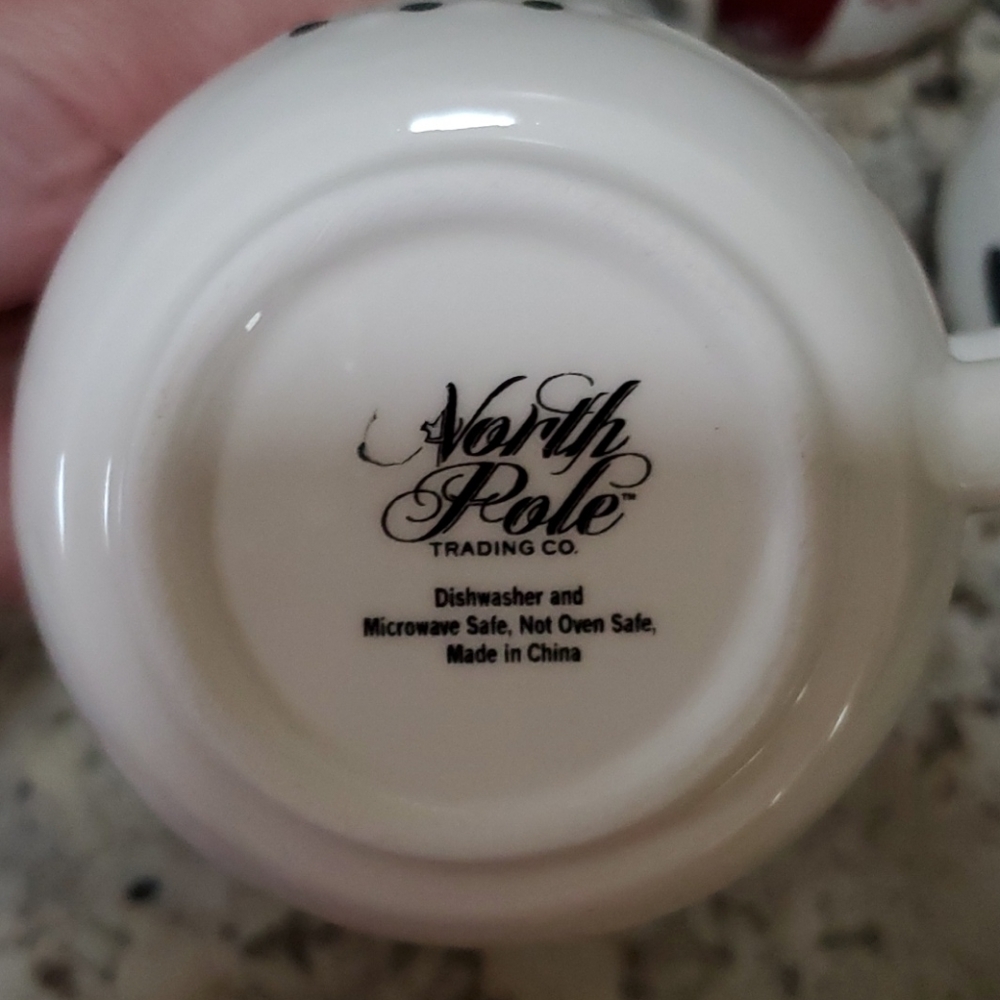 North
Pole™
TRADING CO.
Dishwasher and
Microwave Safe, Not Oven Safe,
Made in China